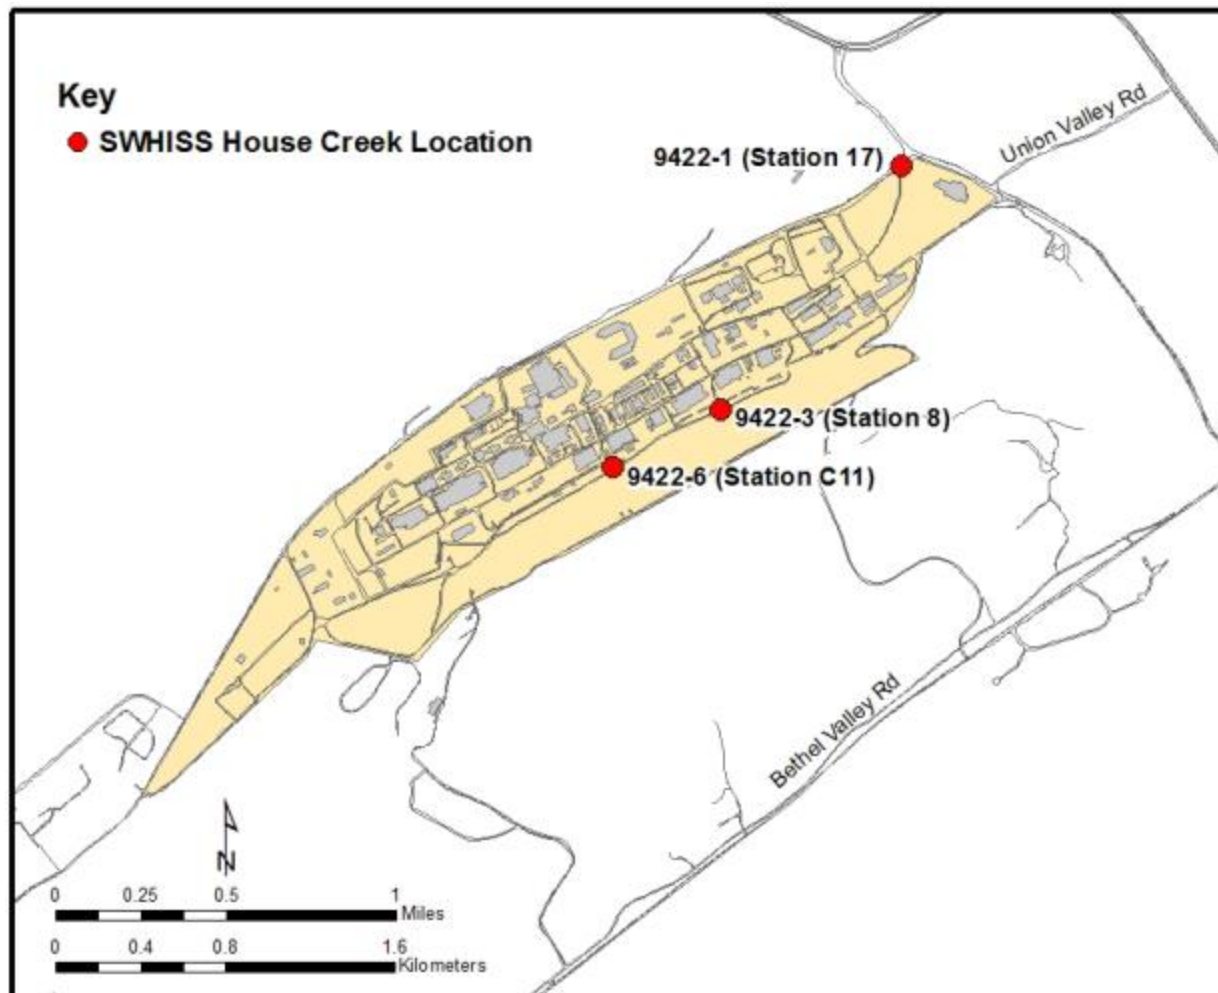 Key
SWHISS House Creek Location
Union Valley Rd
9422-1 (Station 17)
9422-3 (Station 8)
9422-6 (Station C11)
Bethel Valley Rd
N
0 0.25 0.5 1
Miles
0 0.4 0.8 1.6
Kilometers